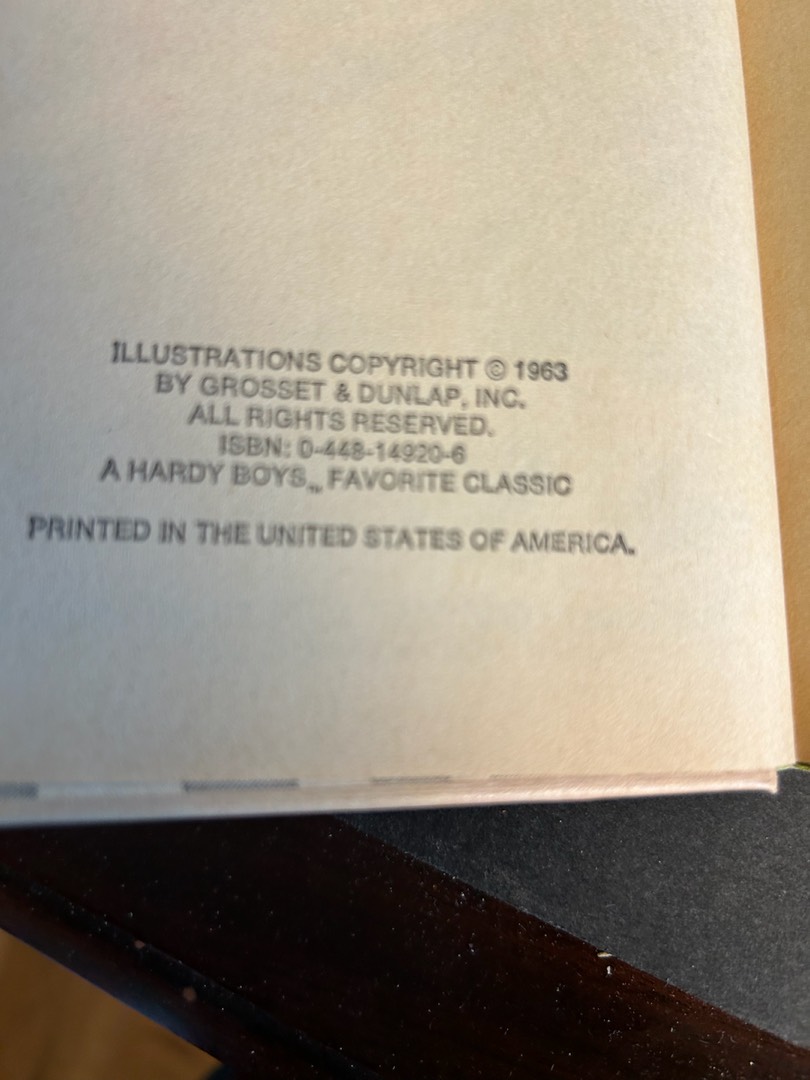 ILLUSTRATIONS COPYRIGHT © 1963
BY GROSSET & DUNLAP, INC.
ALL RIGHTS RESERVED.
ISBN: 0-448-14920-6
A HARDY BOYS™ FAVORITE CLASSIC
PRINTED IN THE UNITED STATES OF AMERICA.